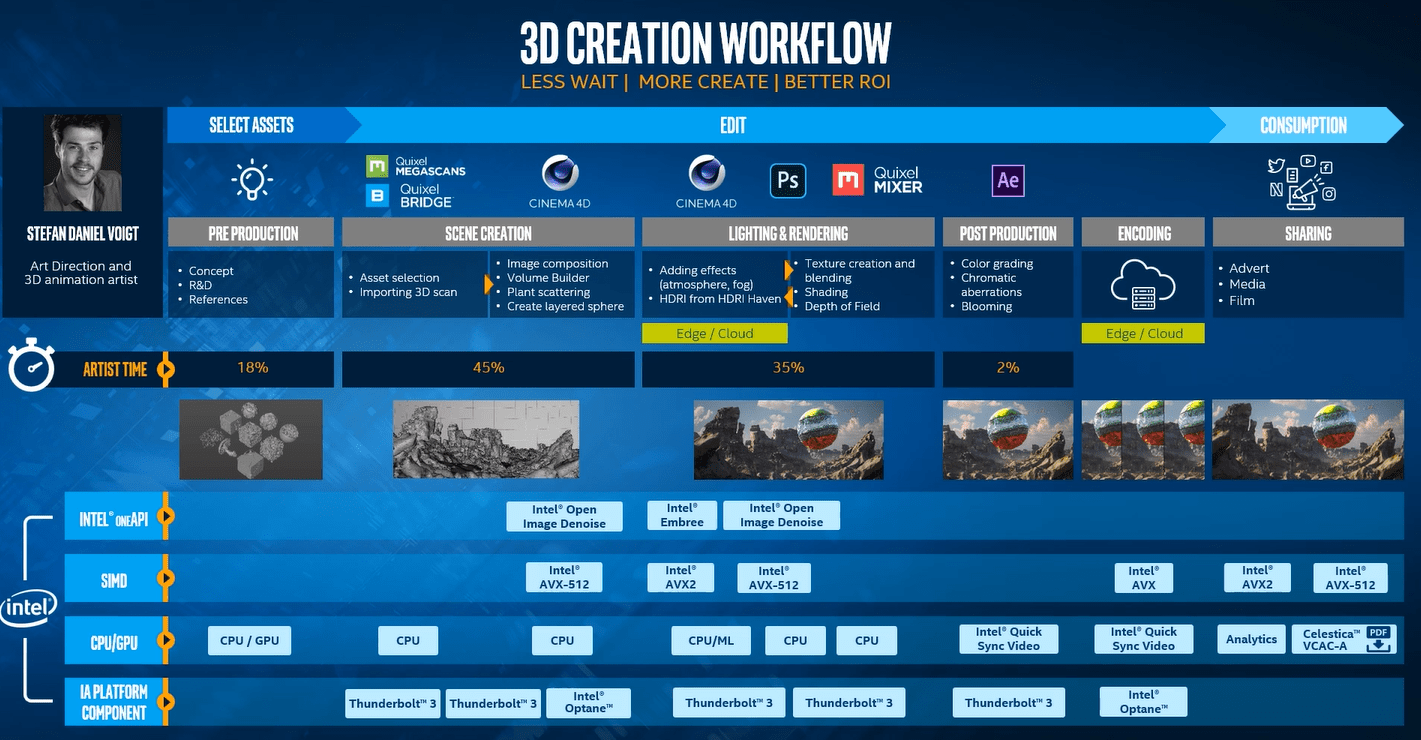 3D CREATION WORKFLOW
LESS WAIT | MORE CREATE | BETTER ROI
SELECT ASSETS
EDIT
CONSUMPTION
Quixel
MEGASCANS
B
Quixel
BRIDGE
CINEMA 4D
CINEMA 4D
Ps
Quixel
MIXER
Ae
STEFAN DANIEL VOIGT
Art Direction and
3D animation artist
PRE PRODUCTION
SCENE CREATION
LIGHTING & RENDERING
POST PRODUCTION
ENCODING
SHARING
• Concept
• R&D
• References
• Asset selection
• Importing 3D scan
• Image composition
• Volume Builder
• Plant scattering
• Create layered sphere
• Adding effects
(atmosphere, fog)
• HDRI from HDRI Haven
• Texture creation and
blending
• Shading
• Depth of Field
• Color grading
• Chromatic
aberrations
• Blooming
• Advert
• Media
• Film
Edge / Cloud
Edge / Cloud
ARTIST TIME
18%
45%
35%
2%
INTEL® ONEAPI
Intel® Open
Image Denoise
Intel®
Embree
Intel® Open
Image Denoise
SIMD
Intel®
AVX-512
Intel®
AVX2
Intel®
AVX-512
Intel®
AVX
Intel®
AVX2
Intel®
AVX-512
intel
CPU/GPU
CPU / GPU
CPU
CPU
CPU/ML
CPU
CPU
Intel® Quick
Sync Video
Intel® Quick
Sync Video
Analytics
Celestica™
VCAC-A
PDF
IA PLATFORM
COMPONENT
Thunderbolt™ 3
Thunderbolt™ 3
Intel®
Optane™
Thunderbolt™ 3
Thunderbolt™ 3
Thunderbolt™ 3
Intel®
Optane™